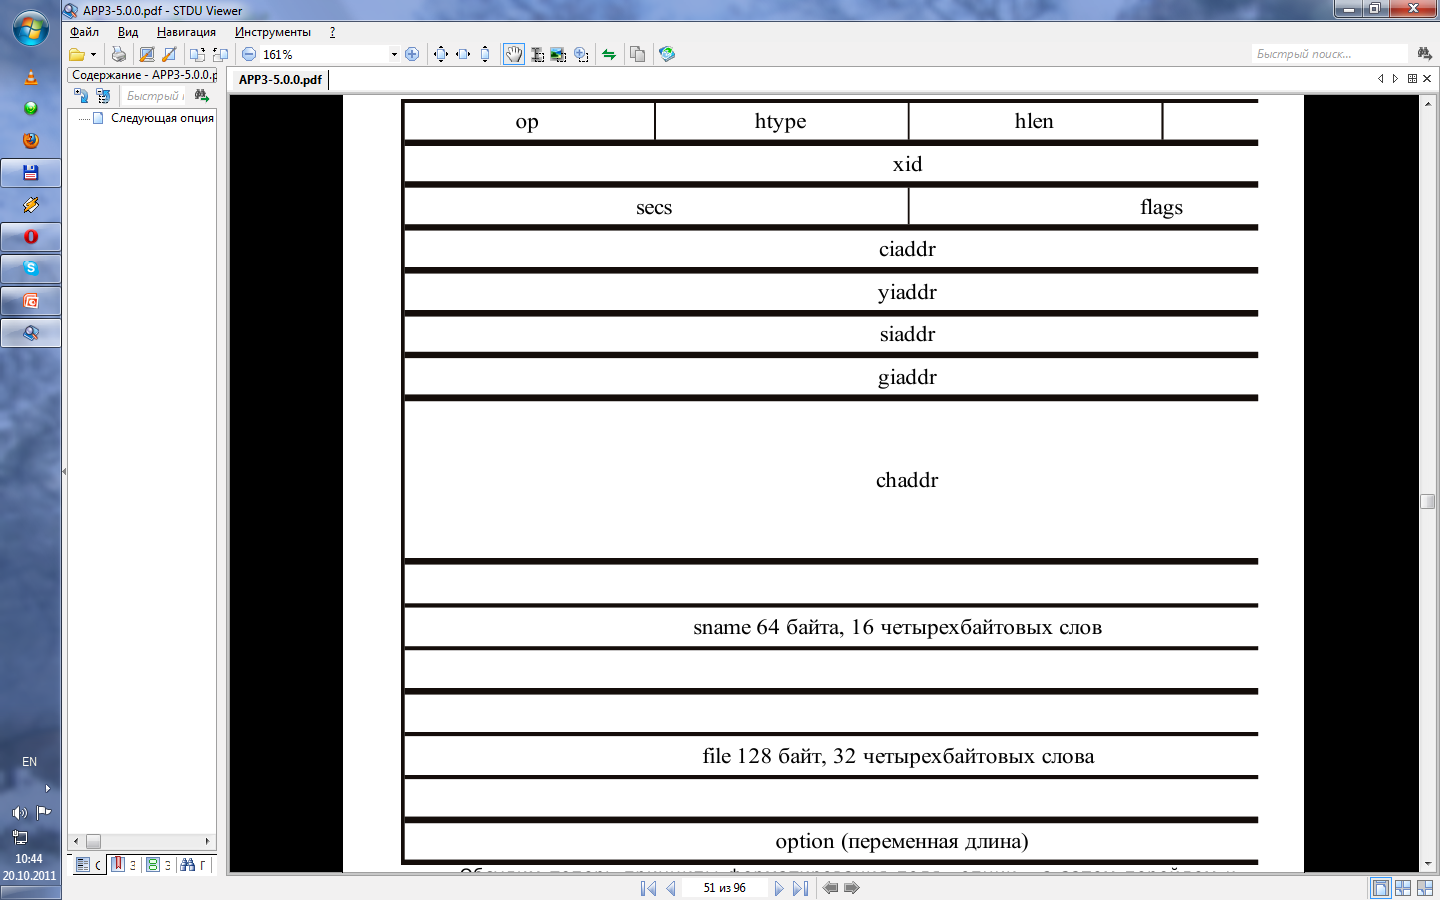 APP3-5.0.0.pdf - STDU Viewer
Файл Вид Навигация Инструменты ?
161%
Быстрый поиск...
Содержание - APP3-5.0.0.p
APP3-5.0.0.pdf
Быстрый
Следующая опция
op htype hlen
xid
secs flags
ciaddr
yiaddr
siaddr
giaddr
chaddr
sname 64 байта, 16 четырехбайтовых слов
file 128 байт, 32 четырехбайтовых слова
option (переменная длина)
EN
10:44
20.10.2011
51 из 96